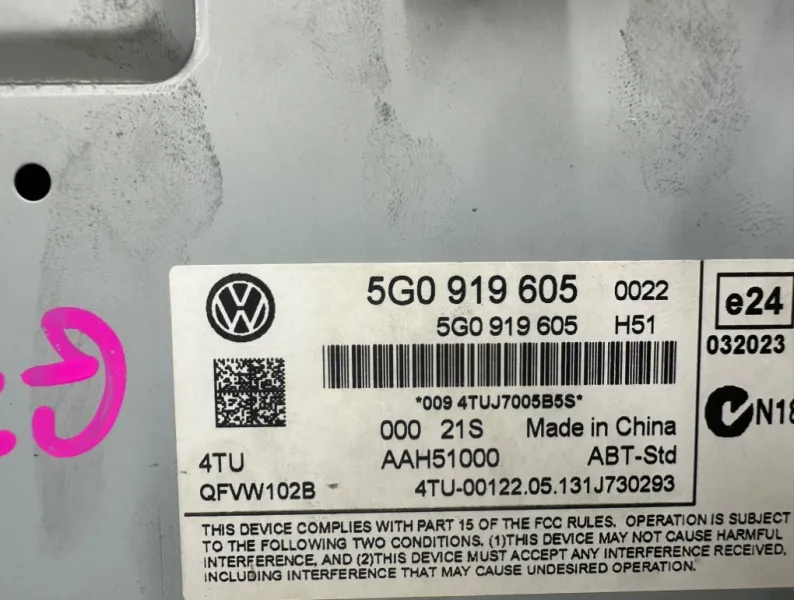 5G0 919 605 0022
5G0 919 605 H51
*009 4TUJ7005B5S*
000 21S Made in China
4TU AAH51000 ABT-Std
QFVW102B 4TU-00122.05.131J730293
e24
032023
THIS DEVICE COMPLIES WITH PART 15 OF THE FCC RULES. OPERATION IS SUBJECT
TO THE FOLLOWING TWO CONDITIONS. (1)THIS DEVICE MAY NOT CAUSE HARMFUL
INTERFERENCE, AND (2)THIS DEVICE MUST ACCEPT ANY INTERFERENCE RECEIVED,
INCLUDING INTERFERENCE THAT MAY CAUSE UNDESIRED OPERATION.